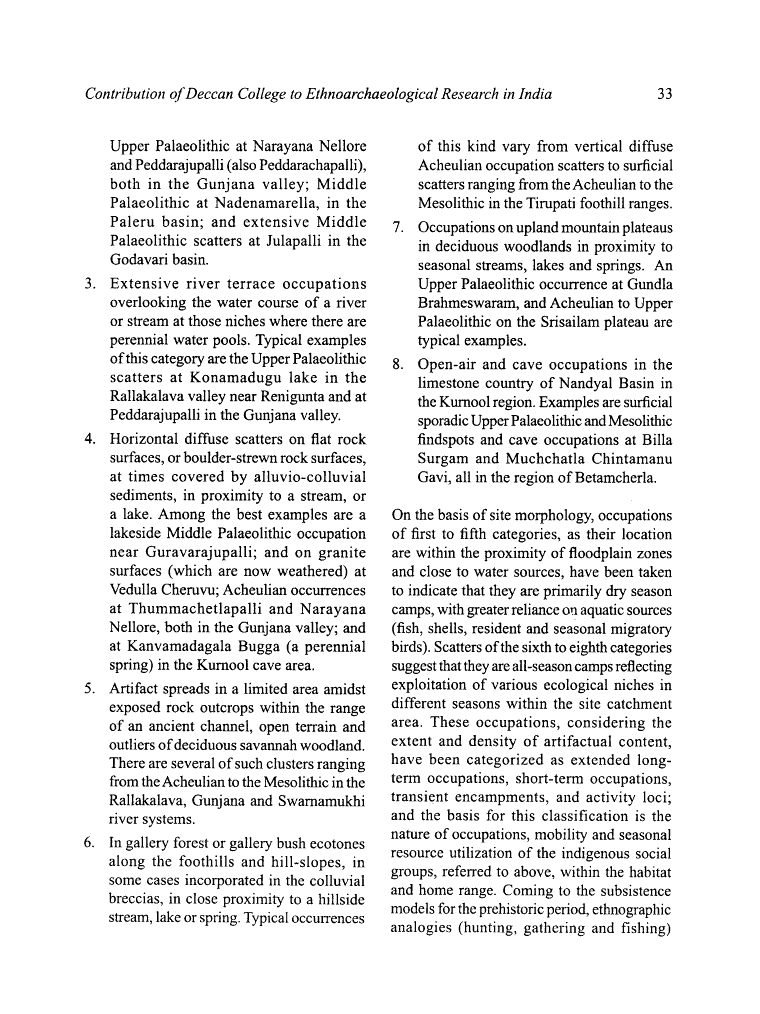 Contribution of Deccan College to Ethnoarchaeological Research in India 33
Upper Palaeolithic at Narayana Nellore
and Peddarajupalli (also Peddarachapalli),
both in the Gunjana valley; Middle
Palaeolithic at Nadenamarella, in the
Paleru basin; and extensive Middle
Palaeolithic scatters at Julapalli in the
Godavari basin.
3. Extensive river terrace occupations
overlooking the water course of a river
or stream at those niches where there are
perennial water pools. Typical examples
of this category are the Upper Palaeolithic
scatters at Konamadugu lake in the
Rallakalava valley near Renigunta and at
Peddarajupalli in the Gunjana valley.
4. Horizontal diffuse scatters on flat rock
surfaces, or boulder-strewn rock surfaces,
at times covered by alluvio-colluvial
sediments, in proximity to a stream, or
a lake. Among the best examples are a
lakeside Middle Palaeolithic occupation
near Guravarajupalli; and on granite
surfaces (which are now weathered) at
Vedulla Cheruvu; Acheulian occurrences
at Thummachetlapalli and Narayana
Nellore, both in the Gunjana valley; and
at Kanvamadagala Bugga (a perennial
spring) in the Kurnool cave area.
5. Artifact spreads in a limited area amidst
exposed rock outcrops within the range
of an ancient channel, open terrain and
outliers of deciduous savannah woodland.
There are several of such clusters ranging
from the Acheulian to the Mesolithic in the
Rallakalava, Gunjana and Swarnamukhi
river systems.
6. In gallery forest or gallery bush ecotones
along the foothills and hill-slopes, in
some cases incorporated in the colluvial
breccias, in close proximity to a hillside
stream, lake or spring. Typical occurrences
of this kind vary from vertical diffuse
Acheulian occupation scatters to surficial
scatters ranging from the Acheulian to the
Mesolithic in the Tirupati foothill ranges.
7. Occupations on upland mountain plateaus
in deciduous woodlands in proximity to
seasonal streams, lakes and springs. An
Upper Palaeolithic occurrence at Gundla
Brahmeswaram, and Acheulian to Upper
Palaeolithic on the Srisailam plateau are
typical examples.
8. Open-air and cave occupations in the
limestone country of Nandyal Basin in
the Kurnool region. Examples are surficial
sporadic Upper Palaeolithic and Mesolithic
findspots and cave occupations at Billa
Surgam and Muchchatla Chintamanu
Gavi, all in the region of Betamcherla.
On the basis of site morphology, occupations
of first to fifth categories, as their location
are within the proximity of floodplain zones
and close to water sources, have been taken
to indicate that they are primarily dry season
camps, with greater reliance on aquatic sources
(fish, shells, resident and seasonal migratory
birds). Scatters of the sixth to eighth categories
suggest that they are all-season camps reflecting
exploitation of various ecological niches in
different seasons within the site catchment
area. These occupations, considering the
extent and density of artifactual content,
have been categorized as extended long-
term occupations, short-term occupations,
transient encampments, and activity loci;
and the basis for this classification is the
nature of occupations, mobility and seasonal
resource utilization of the indigenous social
groups, referred to above, within the habitat
and home range. Coming to the subsistence
models for the prehistoric period, ethnographic
analogies (hunting, gathering and fishing)